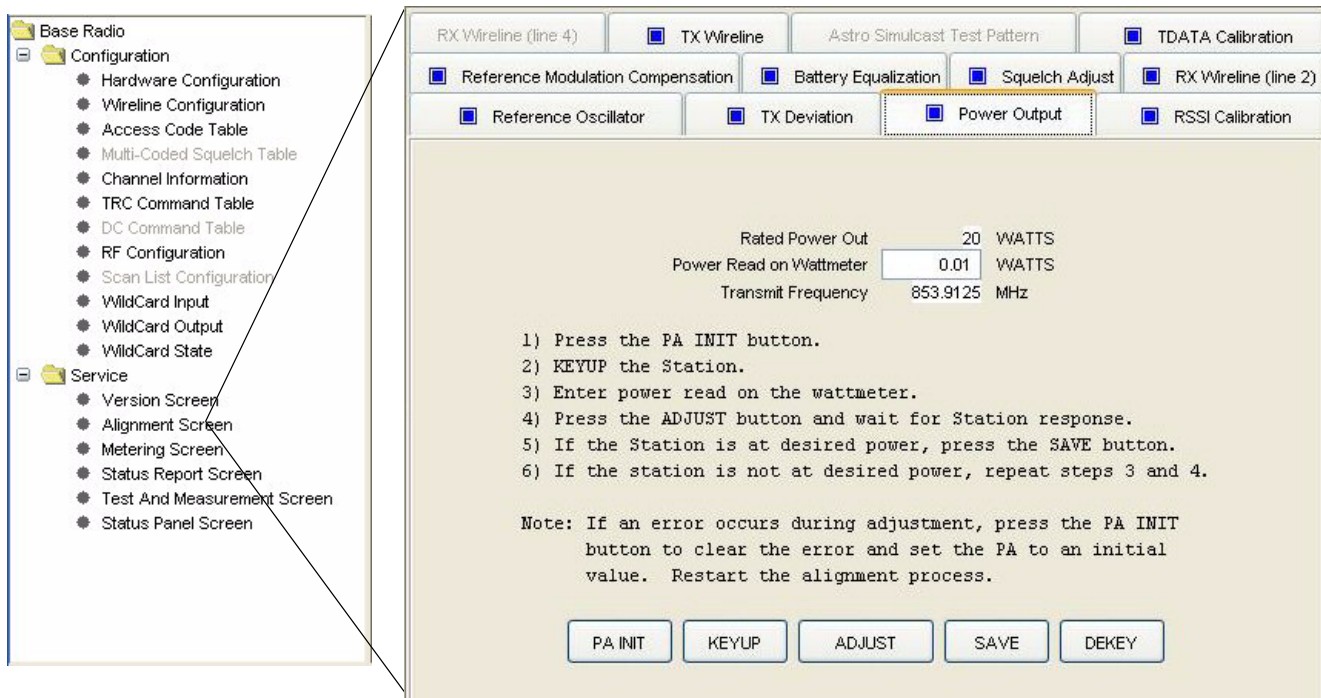 Base Radio
Configuration
Hardware Configuration
Wireline Configuration
Access Code Table
Multi-Coded Squelch Table
Channel Information
TRC Command Table
DC Command Table
RF Configuration
Scan List Configuration
WildCard Input
WildCard Output
WildCard State
Service
Version Screen
Alignment Screen
Metering Screen
Status Report Screen
Test And Measurement Screen
Status Panel Screen
RX Wireline (line 4) TX Wireline Astro Simulcast Test Pattern TDATA Calibration
Reference Modulation Compensation Battery Equalization Squelch Adjust RX Wireline (line 2)
Reference Oscillator TX Deviation Power Output RSSI Calibration
Rated Power Out 20 WATTS
Power Read on Wattmeter 0.01 WATTS
Transmit Frequency 853.9125 MHz
1) Press the PA INIT button.
2) KEYUP the Station.
3) Enter power read on the wattmeter.
4) Press the ADJUST button and wait for Station response.
5) If the Station is at desired power, press the SAVE button.
6) If the station is not at desired power, repeat steps 3 and 4.
Note: If an error occurs during adjustment, press the PA INIT
button to clear the error and set the PA to an initial
value. Restart the alignment process.
PA INIT KEYUP ADJUST SAVE DEKEY